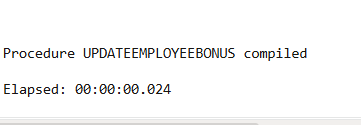 Procedure UPDATEEMPLOYEEBONUS compiled
Elapsed: 00:00:00.024